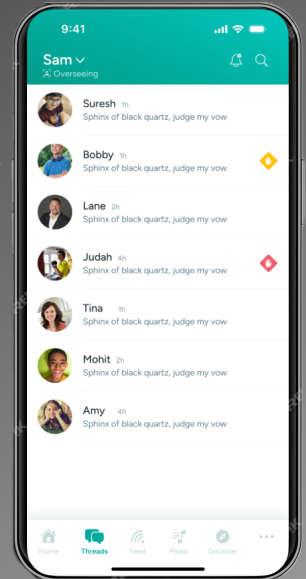 9:41
Sam
Overseeing
Suresh 1h
Sphinx of black quartz, judge my vow
Bobby 1h
Sphinx of black quartz, judge my vow
Lane 2h
Sphinx of black quartz, judge my vow
Judah 4h
Sphinx of black quartz, judge my vow
Tina 1h
Sphinx of black quartz, judge my vow
Mohit 2h
Sphinx of black quartz, judge my vow
Amy 4h
Sphinx of black quartz, judge my vow
Home Threads Feed Music Discover